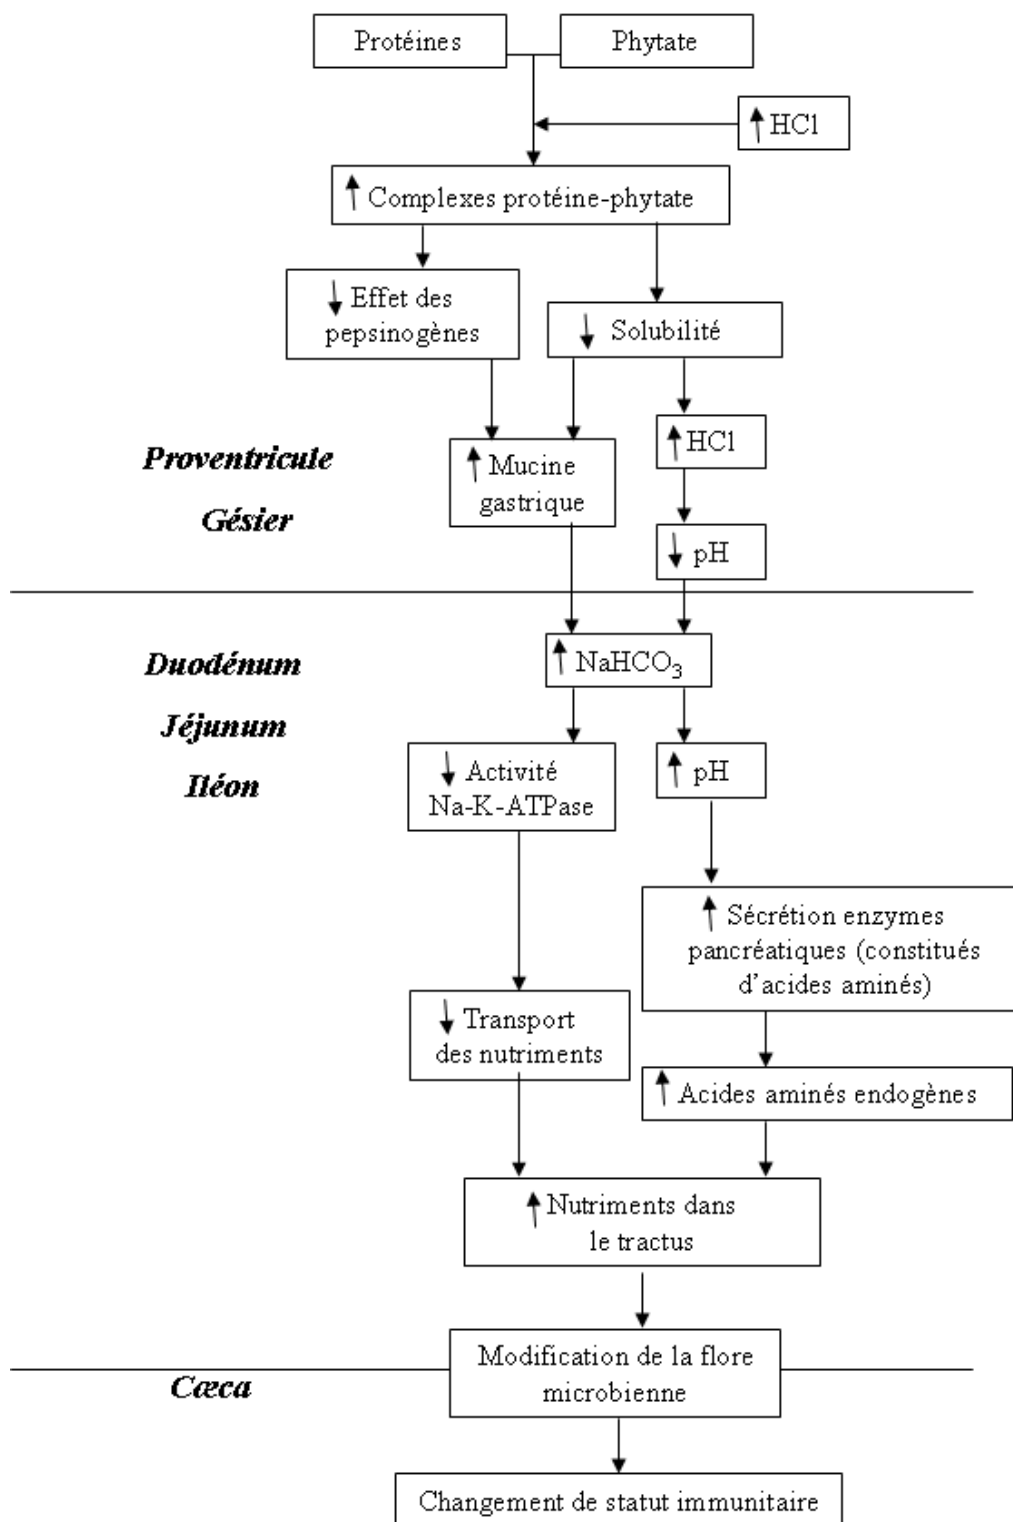 Protéines
Phytate
↑ HCl
↑ Complexes protéine-phytate
↓ Effet des
pepsinogènes
↓ Solubilité
Proventricule
Gésier
↑ Mucine
gastrique
↑ HCl
↓ pH
Duodénum
Jéjunum
Iléon
↑ NaHCO₃
↓ Activité
Na-K-ATPase
↑ pH
↑ Sécrétion enzymes
pancréatiques (constitués
d’acides aminés)
↓ Transport
des nutriments
↑ Acides aminés endogènes
↑ Nutriments dans
le tractus
Cæca
Modification de la flore
microbienne
Changement de statut immunitaire